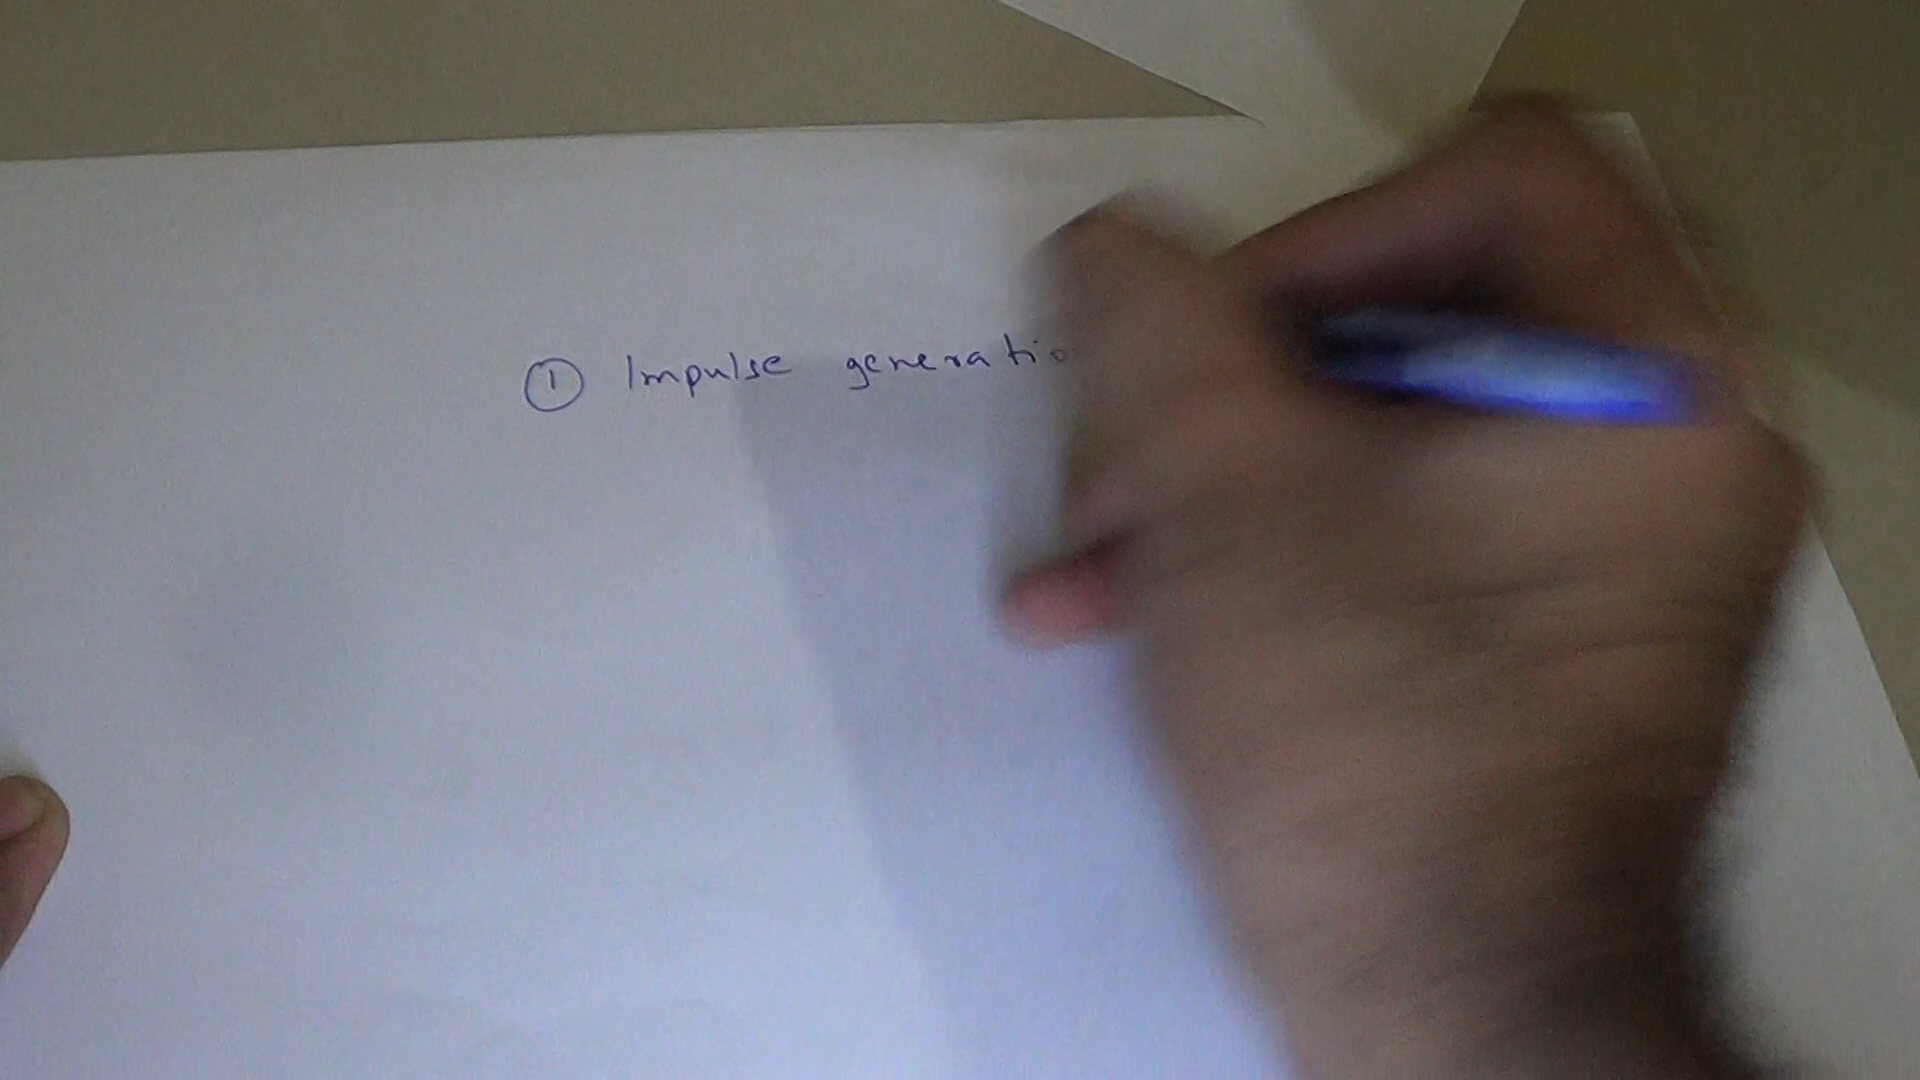 ① Impulse generatio